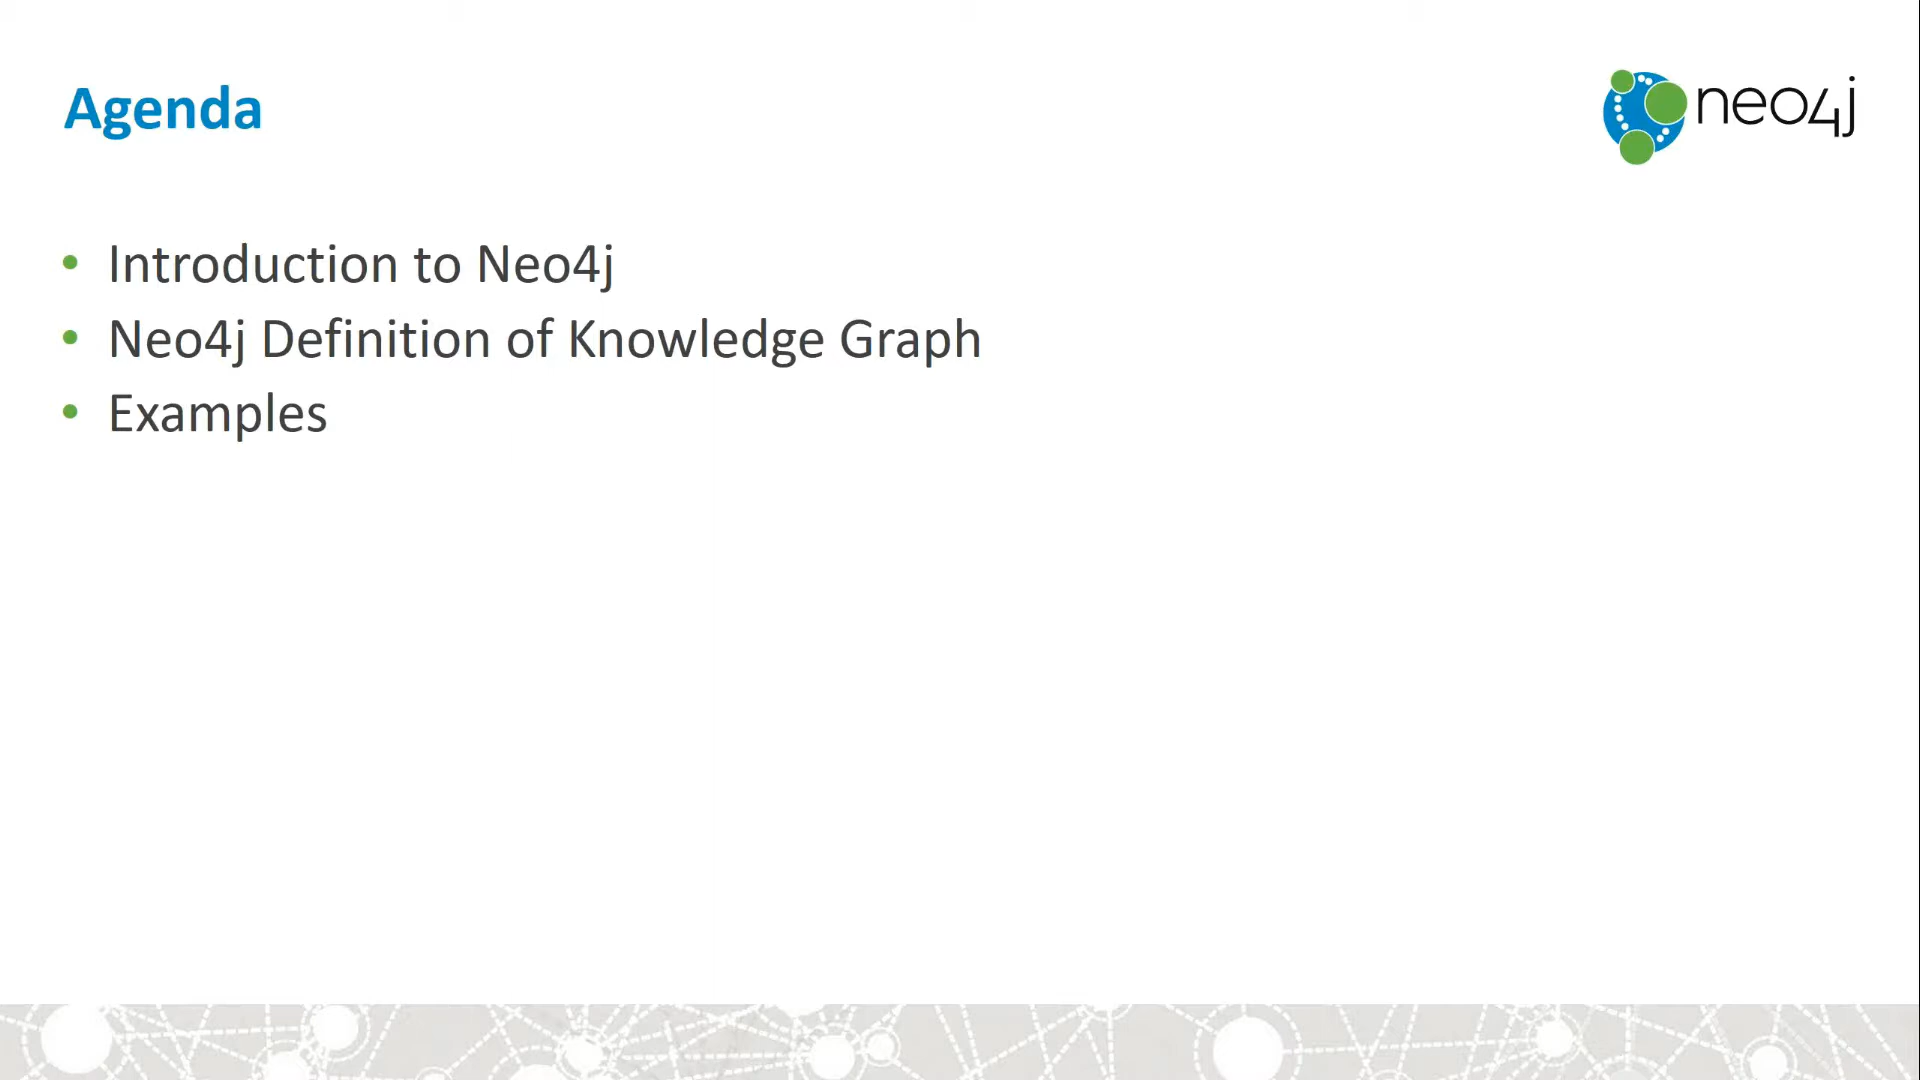 Agenda
neo4j
• Introduction to Neo4j
• Neo4j Definition of Knowledge Graph
• Examples